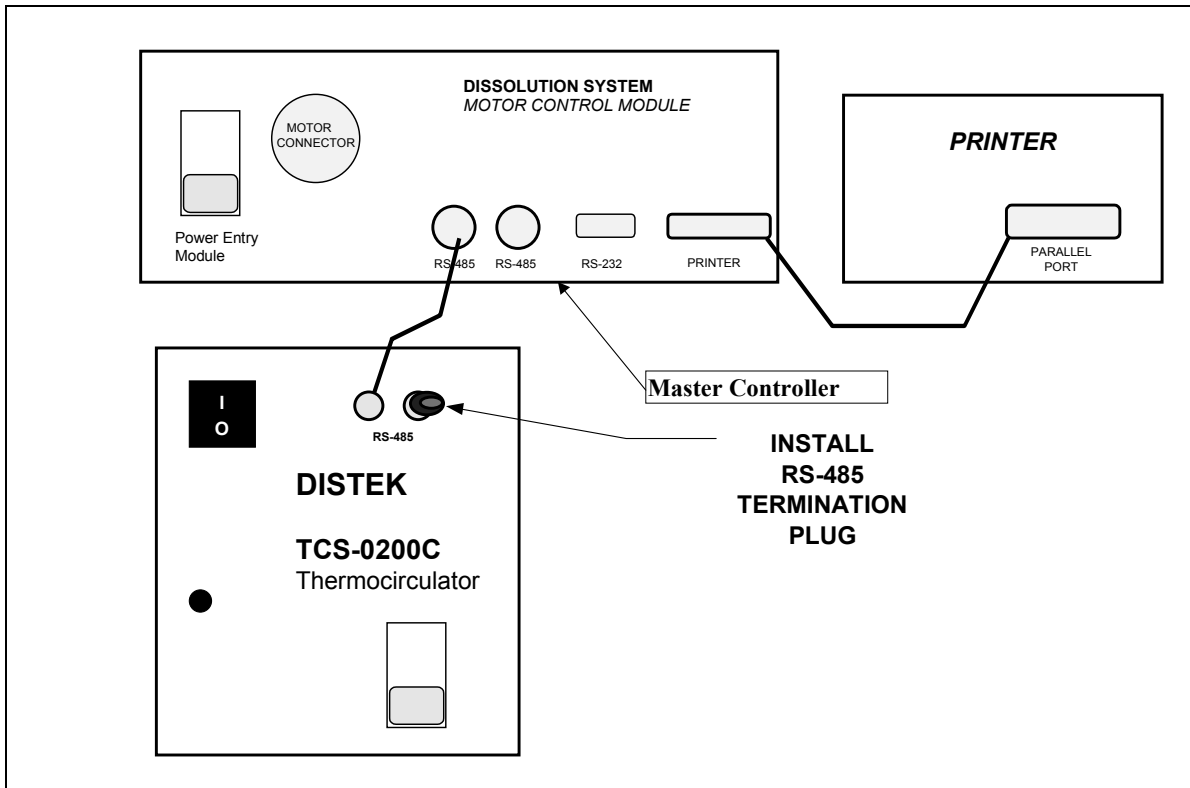 DISSOLUTION SYSTEM
MOTOR CONTROL MODULE
MOTOR
CONNECTOR
Power Entry
Module
RS-485
RS-485
RS-232
PRINTER
PRINTER
PARALLEL
PORT
Master Controller
I
O
RS-485
DISTEK
TCS-0200C
Thermocirculator
INSTALL
RS-485
TERMINATION
PLUG